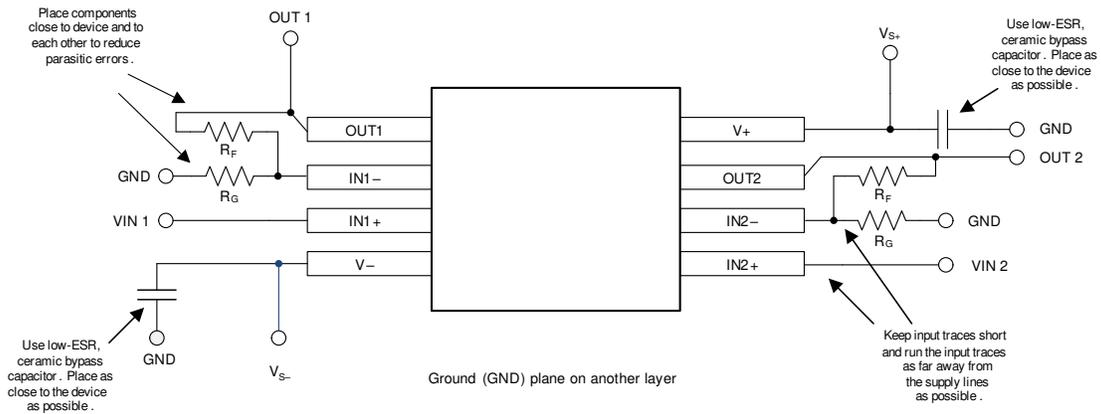 Place components
close to device and to
each other to reduce
parasitic errors .
OUT 1
VS+
Use low-ESR,
ceramic bypass
capacitor . Place as
close to the device
as possible .
OUT1
V+
GND
RF
OUT 2
GND
RG
IN1−
OUT2
RF
VIN 1
IN1+
IN2−
RG
GND
V−
IN2+
VIN 2
Use low-ESR,
ceramic bypass
capacitor . Place as
close to the device
as possible .
GND
VS−
Ground (GND) plane on another layer
Keep input traces short
and run the input traces
as far away from
the supply lines
as possible .